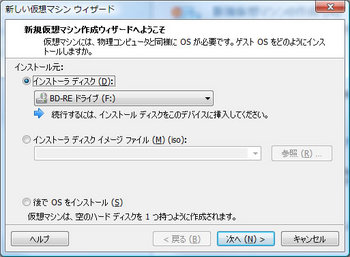 新しい仮想マシン ウィザード
新規仮想マシン作成ウィザードへようこそ
仮想マシンには、物理コンピュータと同様に OS が必要です。ゲスト OS をどのようにインス
トールしますか。
インストール元:
インストーラ ディスク (D):
BD-RE ドライブ (F:)
続行するには、インストール ディスクをこのデバイスに挿入してください。
インストーラ ディスク イメージ ファイル (M) (iso):
参照 (R) ...
後で OS をインストール (S)
仮想マシンは、空のハード ディスクを 1 つ持つように作成されます。
ヘルプ
< 戻る (B)
次へ (N) >
キャンセル